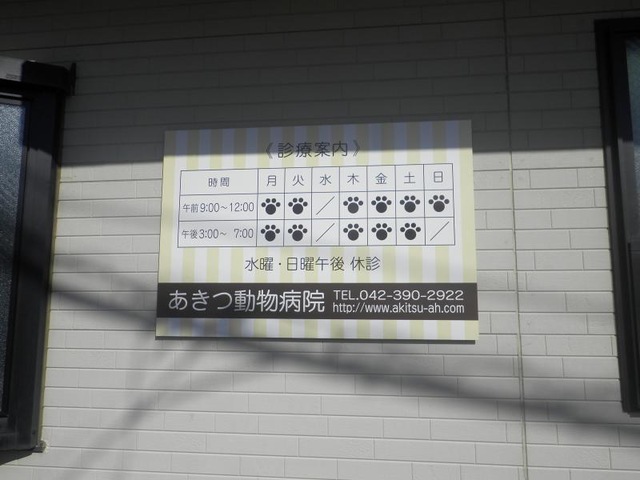 《診療案内》
時間 月 火 水 木 金 土 日
午前 9:00～12:00 ／
午後 3:00～ 7:00 ／ ／
水曜・日曜午後 休診
あきつ動物病院 TEL.042-390-2922
http://www.akitsu-ah.com